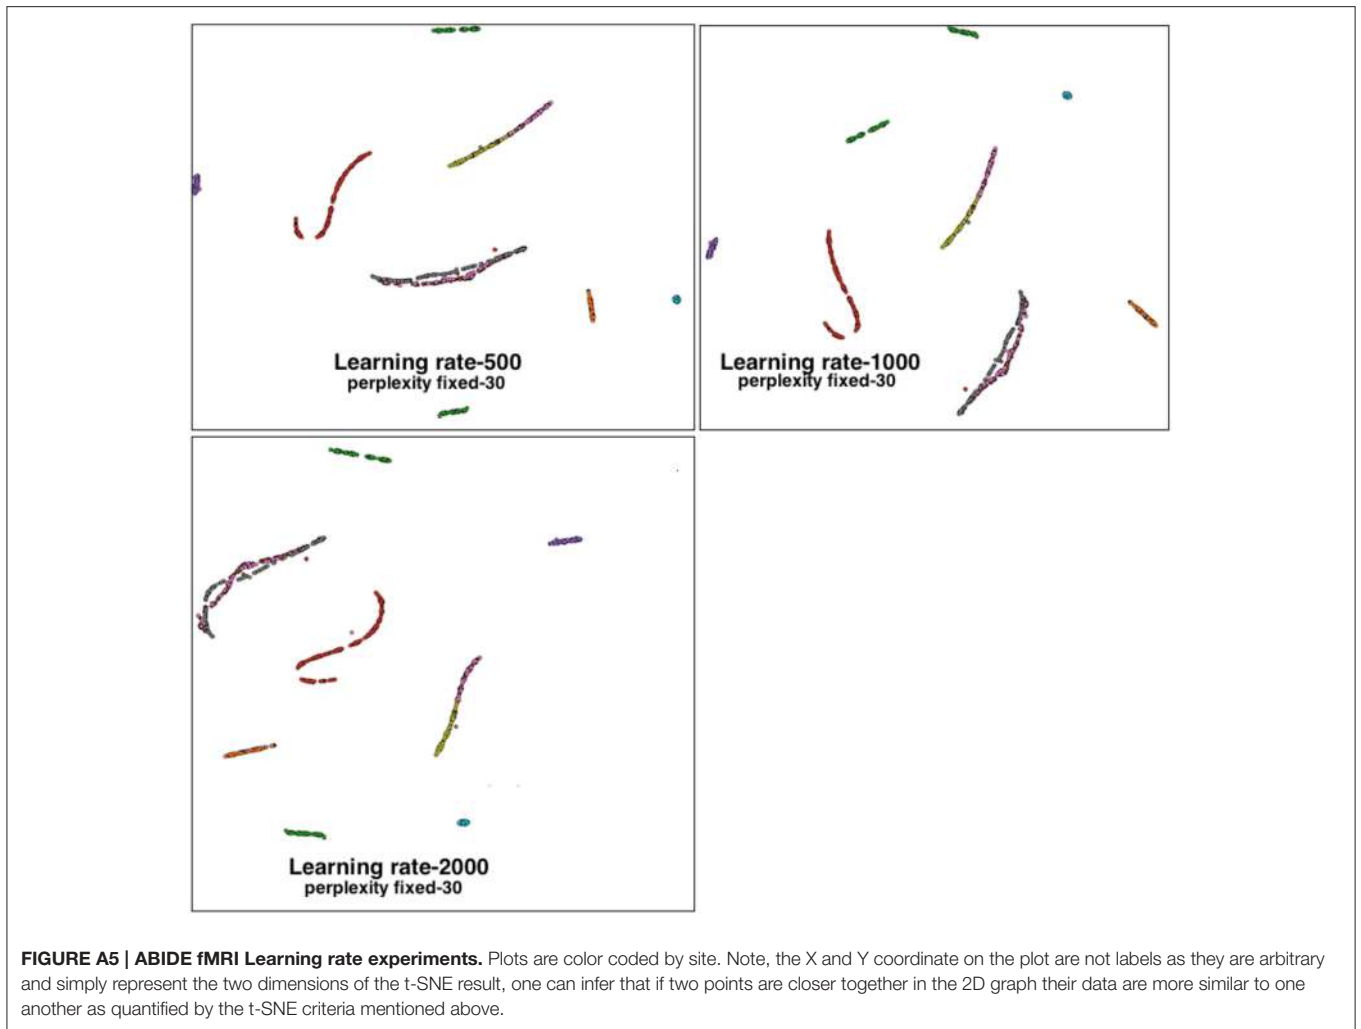 Learning rate-500
perplexity fixed-30
Learning rate-1000
perplexity fixed-30
Learning rate-2000
perplexity fixed-30
FIGURE A5 | ABIDE fMRI Learning rate experiments. Plots are color coded by site. Note, the X and Y coordinate on the plot are not labels as they are arbitrary
and simply represent the two dimensions of the t-SNE result, one can infer that if two points are closer together in the 2D graph their data are more similar to one
another as quantified by the t-SNE criteria mentioned above.